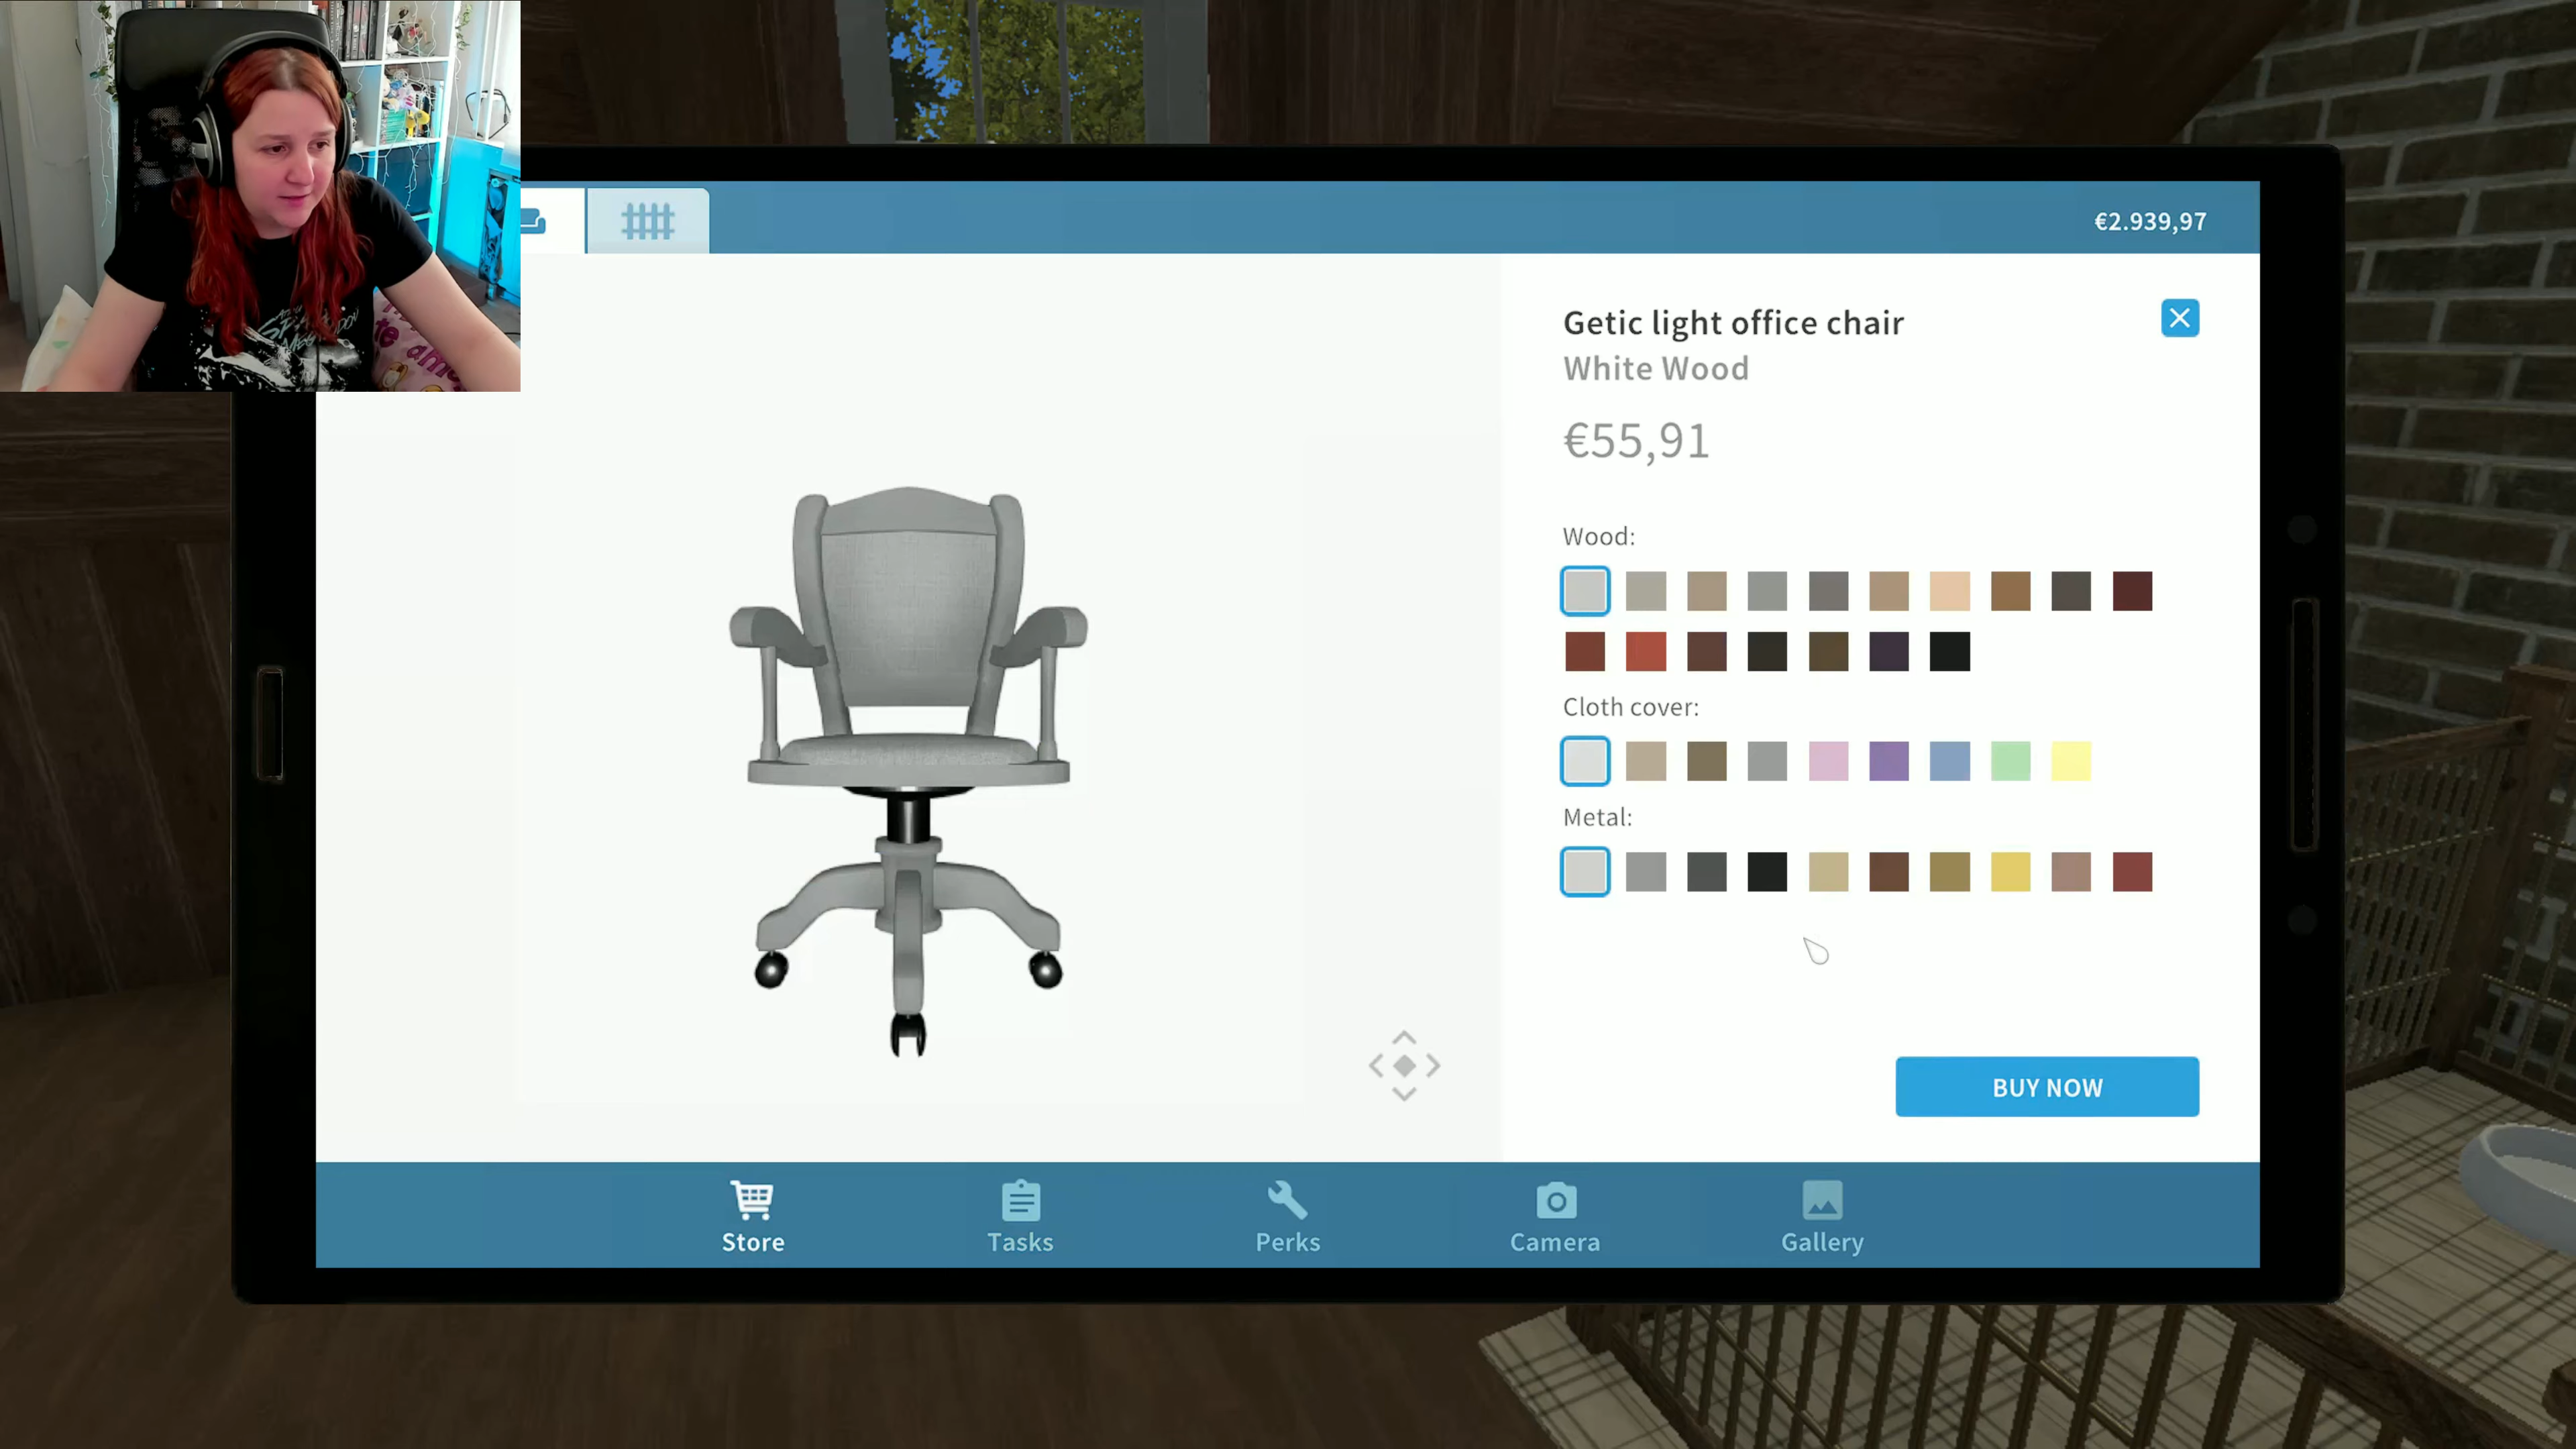 €2.939,97
Getic light office chair
White Wood
€55,91
Wood:
Cloth cover:
Metal:
BUY NOW
Store
Tasks
Perks
Camera
Gallery